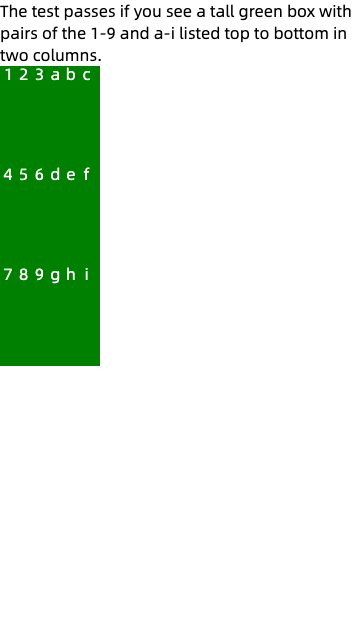 The test passes if you see a tall green box with
pairs of the 1-9 and a-i listed top to bottom in
two columns.
1 2 3 a b c
4 5 6 d e f
7 8 9 g h i